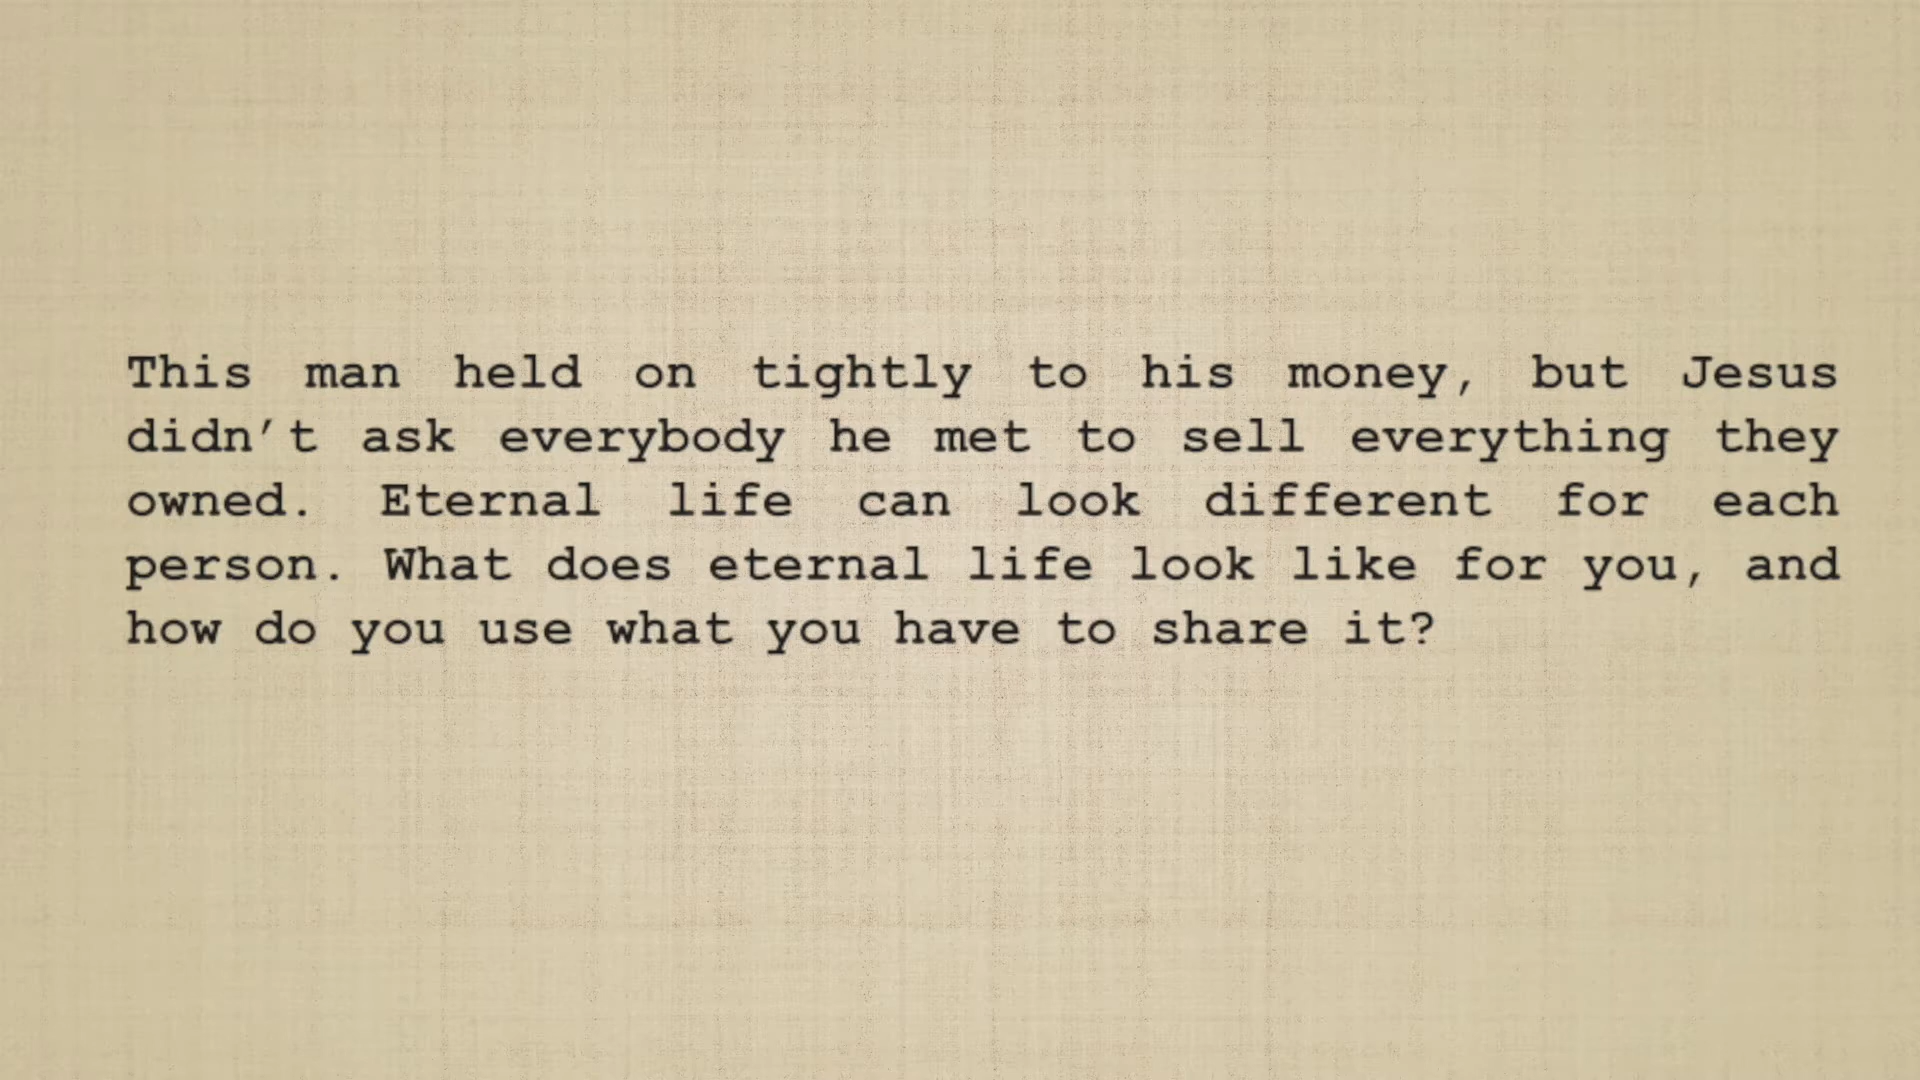 This man held on tightly to his money, but Jesus
didn't ask everybody he met to sell everything they
owned. Eternal life can look different for each
person. What does eternal life look like for you, and
how do you use what you have to share it?